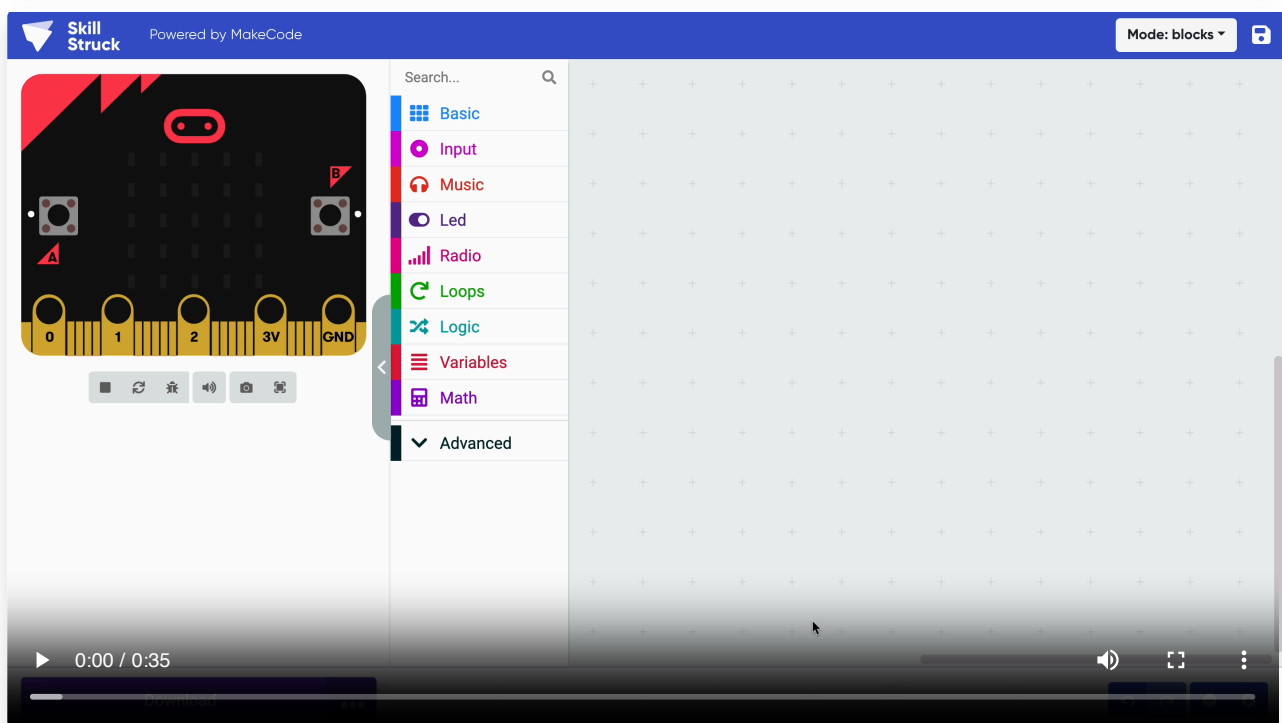 Skill
Struck
Powered by MakeCode
Mode: blocks
Search...
Basic
Input
Music
Led
Radio
Loops
Logic
Variables
Math
Advanced
B
A
0 1 2 3V GND
0:00 / 0:35
Download